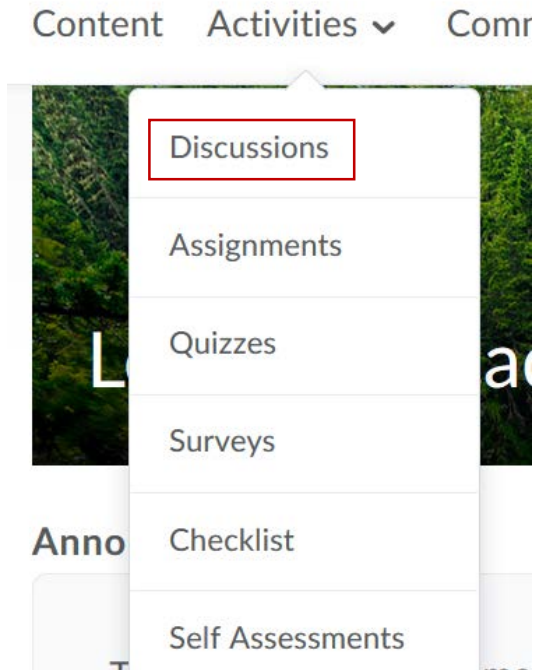 Content Activities
Discussions
Assignments
Quizzes
Surveys
Checklist
Self Assessments